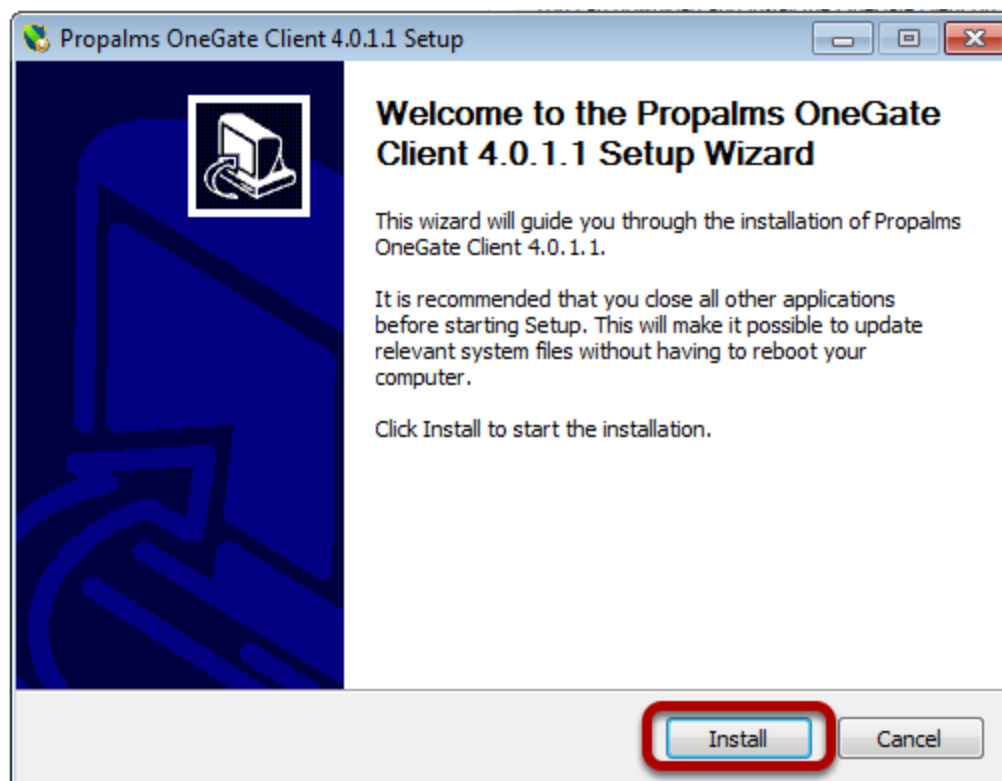 Propalms OneGate Client 4.0.1.1 Setup
Welcome to the Propalms OneGate
Client 4.0.1.1 Setup Wizard
This wizard will guide you through the installation of Propalms
OneGate Client 4.0.1.1.
It is recommended that you close all other applications
before starting Setup. This will make it possible to update
relevant system files without having to reboot your
computer.
Click Install to start the installation.
Install
Cancel